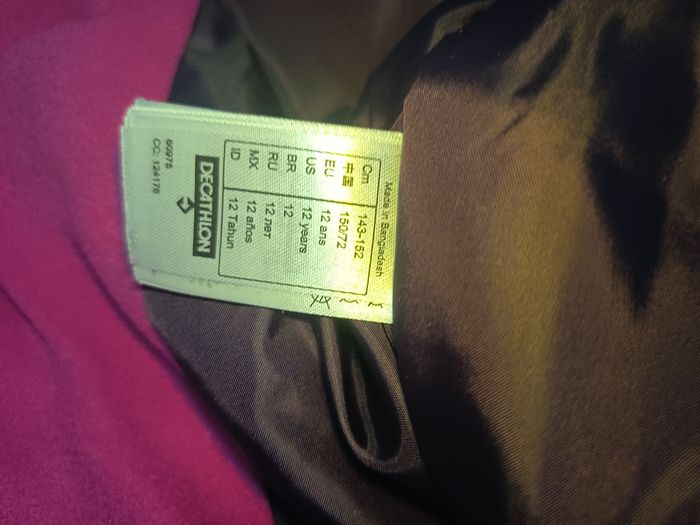 Made in Bangladesh
Cm 143-152
中国 150/72
EU 12 ans
US 12 years
BR 12
RU 12 лет
MX 12 años
ID 12 Tahun
DECATHLON
60975
CC: 124176